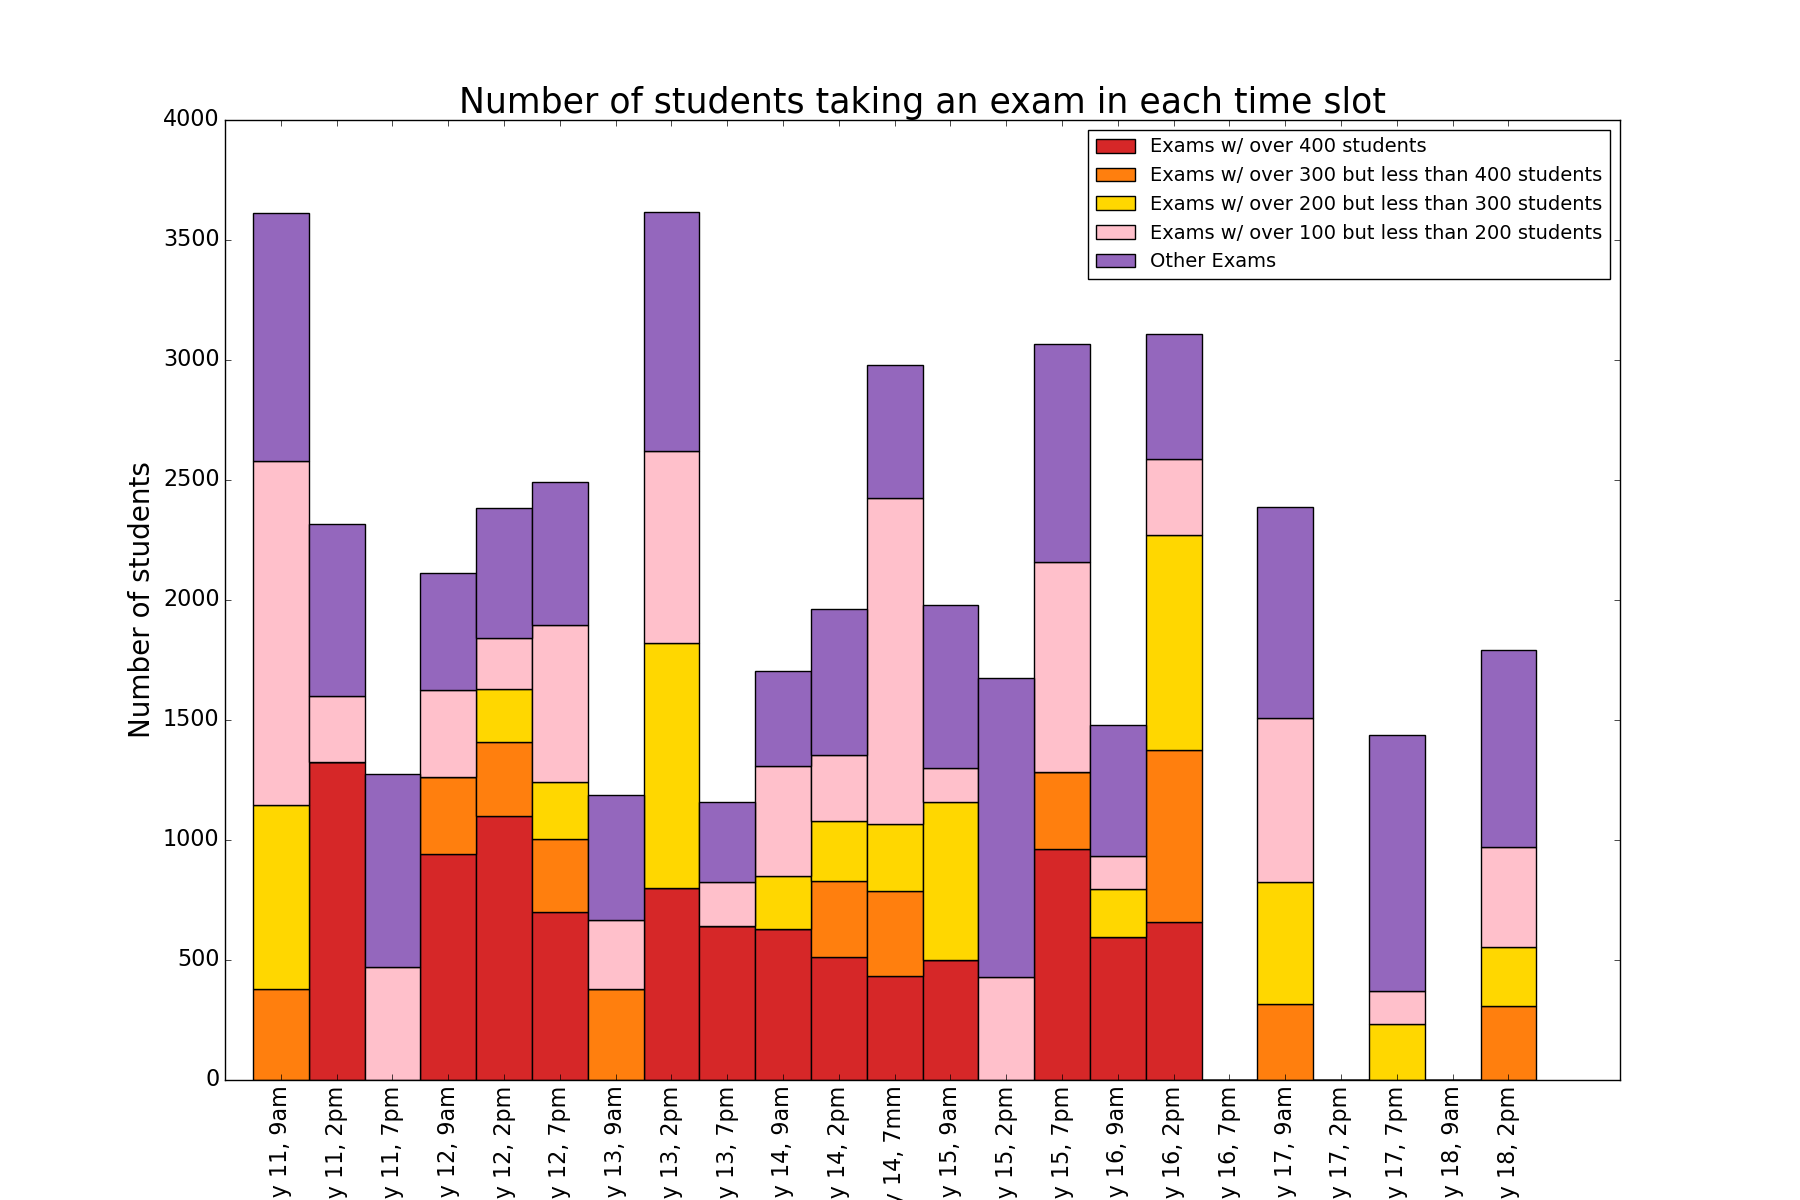 Number of students taking an exam in each time slot
4000
3500
3000
2500
2000
1500
1000
500
0
Number of students
Exams w/ over 400 students
Exams w/ over 300 but less than 400 students
Exams w/ over 200 but less than 300 students
Exams w/ over 100 but less than 200 students
Other Exams
y 11, 9am
y 11, 2pm
y 11, 7pm
y 12, 9am
y 12, 2pm
y 12, 7pm
y 13, 9am
y 13, 2pm
y 13, 7pm
y 14, 9am
y 14, 2pm
y 14, 7mm
y 15, 9am
y 15, 2pm
y 15, 7pm
y 16, 9am
y 16, 2pm
y 16, 7pm
y 17, 9am
y 17, 2pm
y 17, 7pm
y 18, 9am
y 18, 2pm